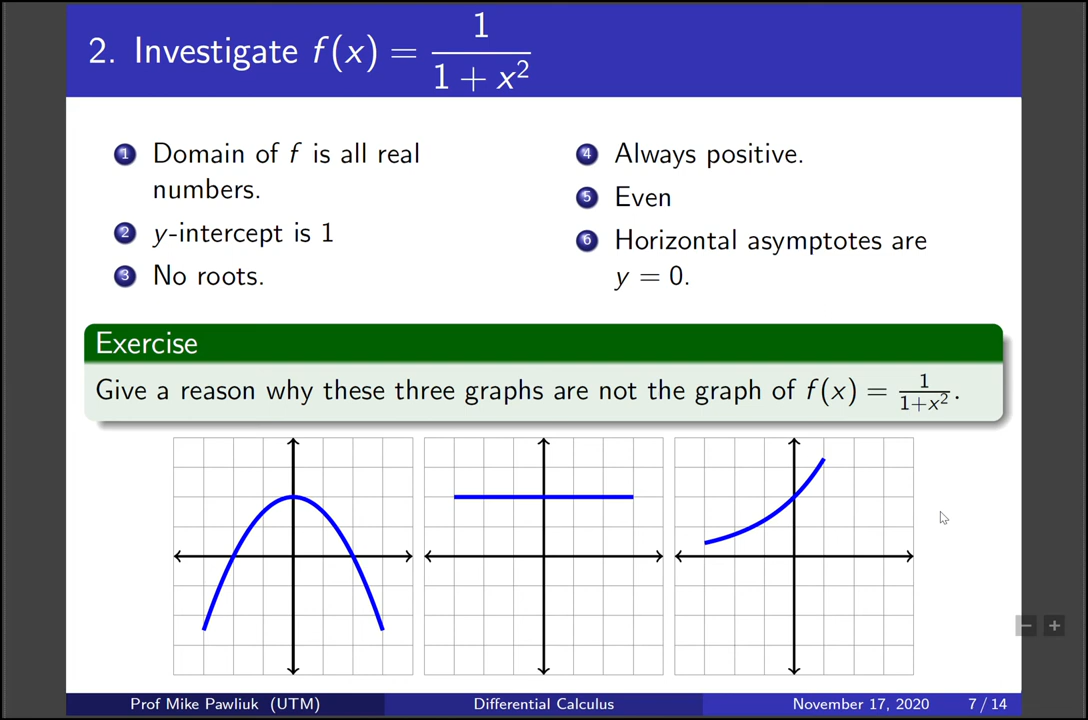 2. Investigate f(x) = 1/(1 + x²)
1 Domain of f is all real
numbers.
2 y-intercept is 1
3 No roots.
4 Always positive.
5 Even
6 Horizontal asymptotes are
y = 0.
Exercise
Give a reason why these three graphs are not the graph of f(x) = 1/(1+x²).
Prof Mike Pawliuk (UTM) Differential Calculus November 17, 2020 7 / 14